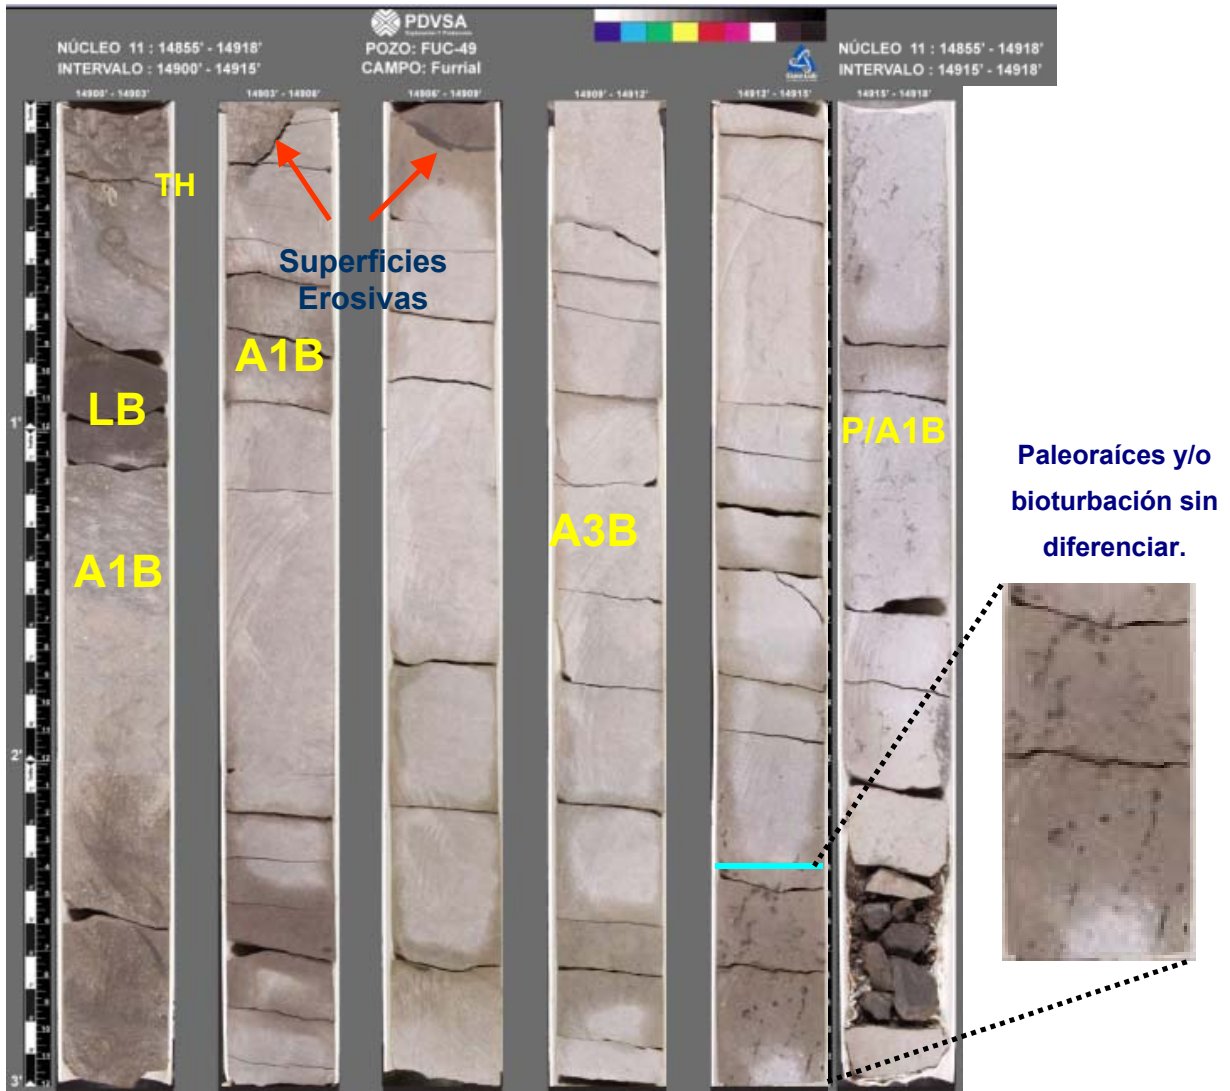 PDVSA
NÚCLEO 11 : 14855' - 14918'
INTERVALO : 14900' - 14915'
POZO: FUC-49
CAMPO: Furrial
NÚCLEO 11 : 14855' - 14918'
INTERVALO : 14915' - 14918'
14900' - 14903'
14903' - 14906'
14906' - 14909'
14909' - 14912'
14912' - 14915'
14915' - 14918'
TH
Superficies
Erosivas
A1B
LB
1'
P/A1B
Paleoraíces y/o
bioturbación sin
diferenciar.
A3B
A1B
2'
3'